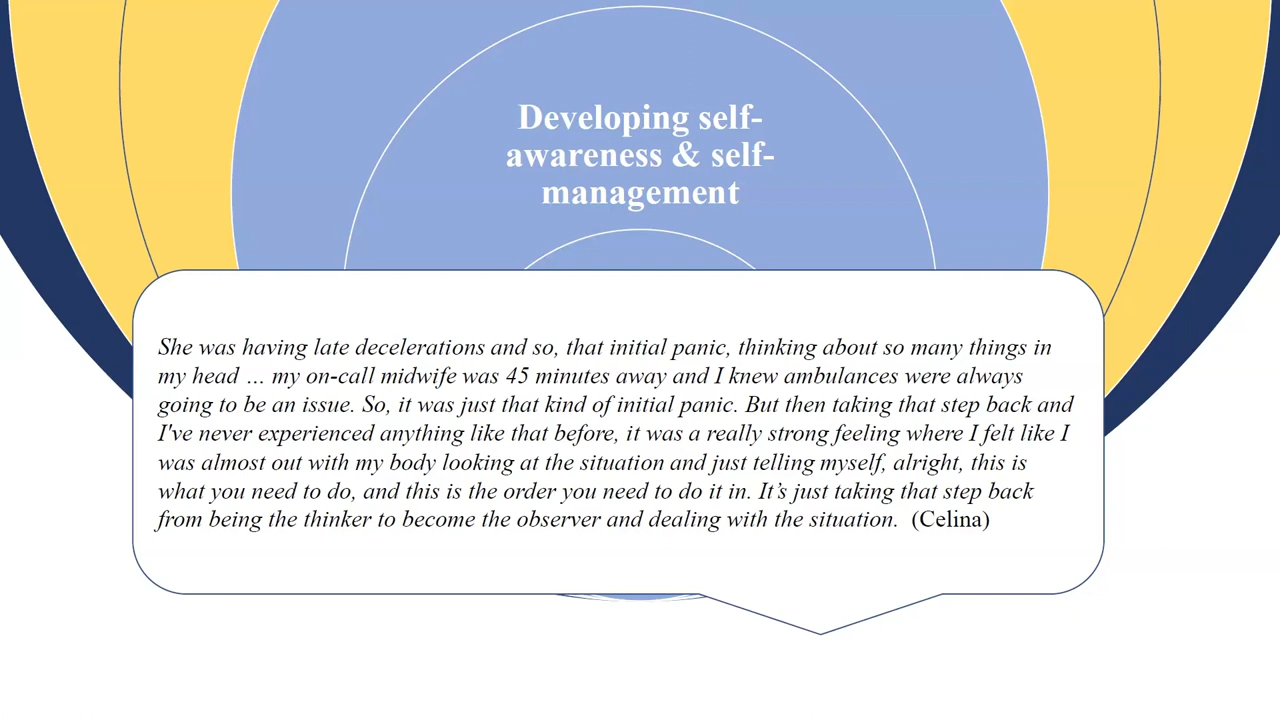 Developing self-
awareness & self-
management
She was having late decelerations and so, that initial panic, thinking about so many things in
my head … my on-call midwife was 45 minutes away and I knew ambulances were always
going to be an issue. So, it was just that kind of initial panic. But then taking that step back and
I've never experienced anything like that before, it was a really strong feeling where I felt like I
was almost out with my body looking at the situation and just telling myself, alright, this is
what you need to do, and this is the order you need to do it in. It’s just taking that step back
from being the thinker to become the observer and dealing with the situation. (Celina)